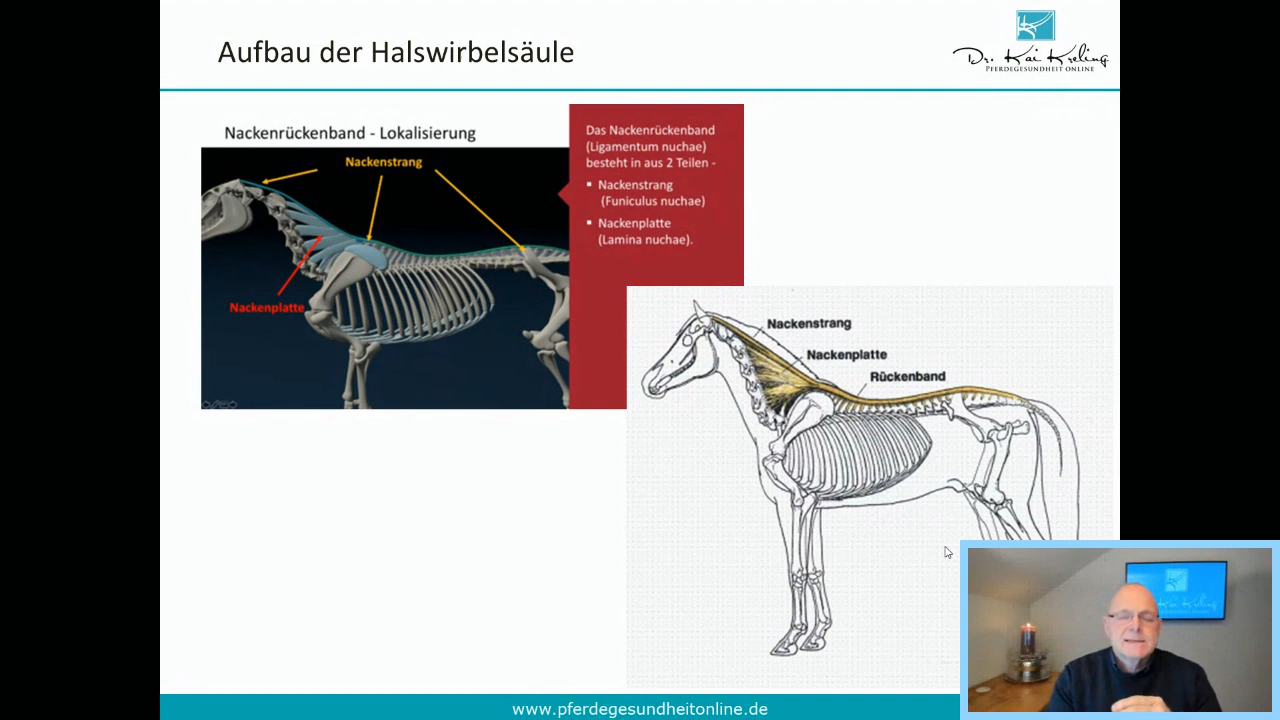 Aufbau der Halswirbelsäule
Dr. Kai Kreling
PFERDEGESUNDHEIT ONLINE
Nackenrückenband - Lokalisierung
Nackenstrang
Nackenplatte
Das Nackenrückenband
(Ligamentum nuchae)
besteht in aus 2 Teilen -
Nackenstrang
(Funiculus nuchae)
Nackenplatte
(Lamina nuchae).
Nackenstrang
Nackenplatte
Rückenband
www.pferdegesundheitonline.de